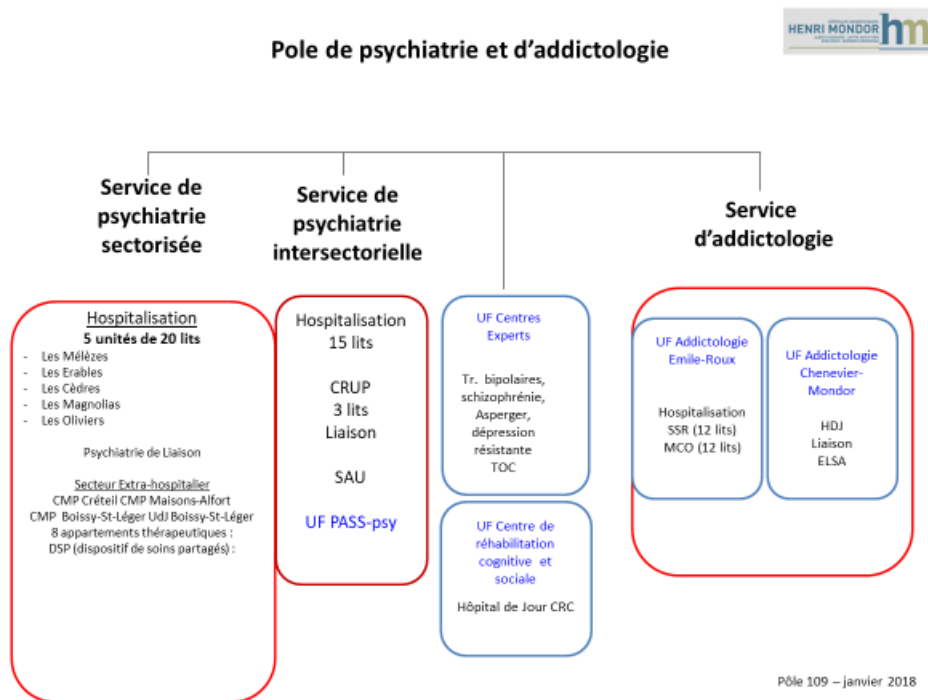 HENRI MONDOR hm
Pole de psychiatrie et d'addictologie
Service de
psychiatrie
sectorisée
Hospitalisation
5 unités de 20 lits
- Les Mélèzes
- Les Erables
- Les Cèdres
- Les Magnolias
- Les Oliviers
Psychiatrie de Liaison
Secteur Extra-hospitalier
CMP Créteil CMP Maisons-Alfort
CMP Boissy-St-Léger UdJ Boissy-St-Léger
8 appartements thérapeutiques :
DSP (dispositif de soins partagés) :
Service de
psychiatrie
intersectorielle
Hospitalisation
15 lits
CRUP
3 lits
Liaison
SAU
UF PASS-psy
UF Centres
Experts
Tr. bipolaires,
schizophrénie,
Asperger,
dépression
résistante
TOC
UF Centre de
réhabilitation
cognitive et
sociale
Hôpital de Jour CRC
Service
d'addictologie
UF Addictologie
Emile-Roux
Hospitalisation
SSR (12 lits)
MCO (12 lits)
UF Addictologie
Chenevier-
Mondor
HDJ
Liaison
ELSA
Pôle 109 – janvier 2018